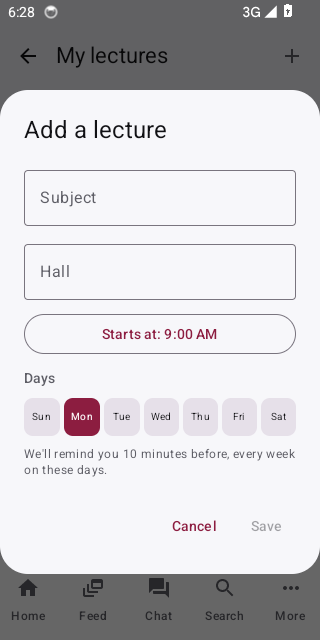 6:28
3G
My lectures
Add a lecture
Subject
Hall
Starts at: 9:00 AM
Days
Sun Mon Tue Wed Thu Fri Sat
We'll remind you 10 minutes before, every week
on these days.
Cancel Save
Home Feed Chat Search More